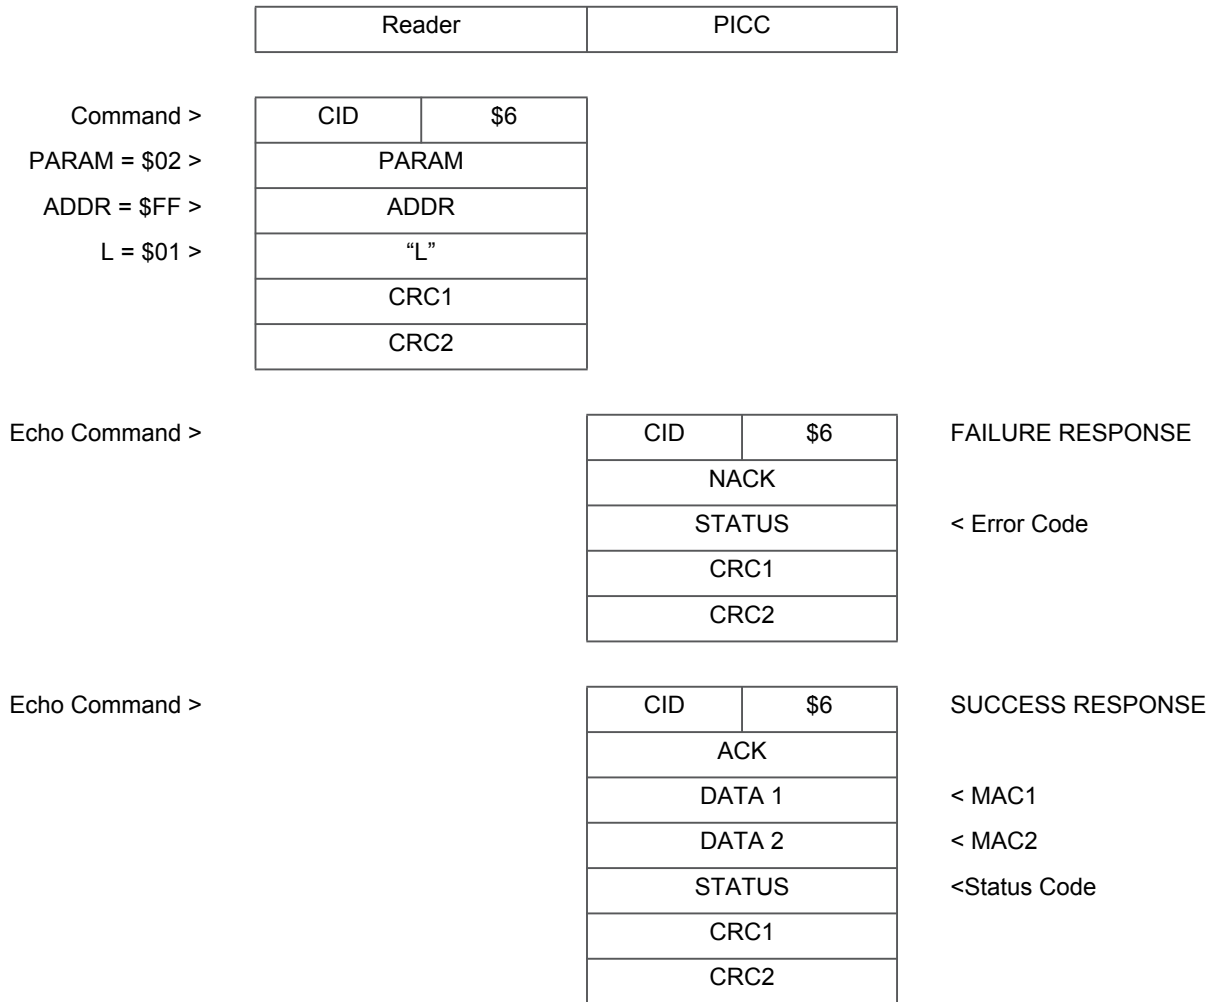 Reader PICC
Command > CID $6
PARAM = $02 > PARAM
ADDR = $FF > ADDR
L = $01 > “L”
CRC1
CRC2
Echo Command > CID $6 FAILURE RESPONSE
NACK
STATUS < Error Code
CRC1
CRC2
Echo Command > CID $6 SUCCESS RESPONSE
ACK
DATA 1 < MAC1
DATA 2 < MAC2
STATUS <Status Code
CRC1
CRC2